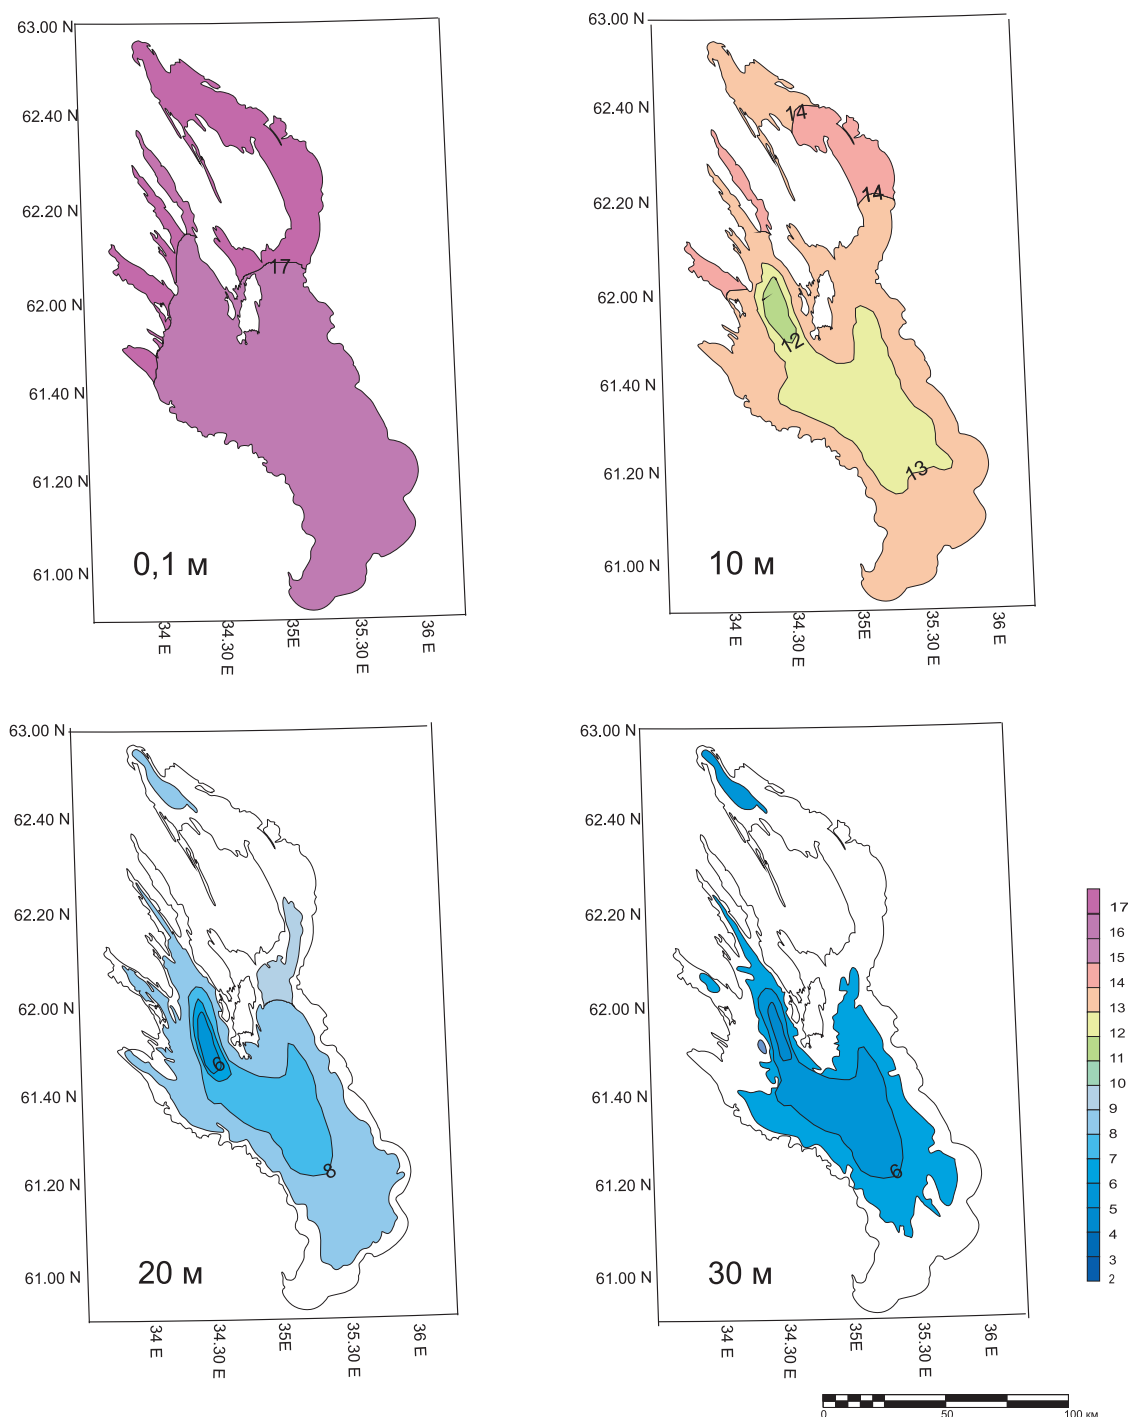 63.00 N
62.40 N
62.20 N
62.00 N
61.40 N
61.20 N
61.00 N
17
0,1 м
34 E
34.30 E
35E
35.30 E
36 E
63.00 N
62.40 N
62.20 N
62.00 N
61.40 N
61.20 N
61.00 N
14
14
12
13
10 м
34 E
34.30 E
35E
35.30 E
36 E
63.00 N
62.40 N
62.20 N
62.00 N
61.40 N
61.20 N
61.00 N
6
8
20 м
34 E
34.30 E
35E
35.30 E
36 E
63.00 N
62.40 N
62.20 N
62.00 N
61.40 N
61.20 N
61.00 N
6
30 м
34 E
34.30 E
35E
35.30 E
36 E
17
16
15
14
13
12
11
10
9
8
7
6
5
4
3
2
0 50 100 км